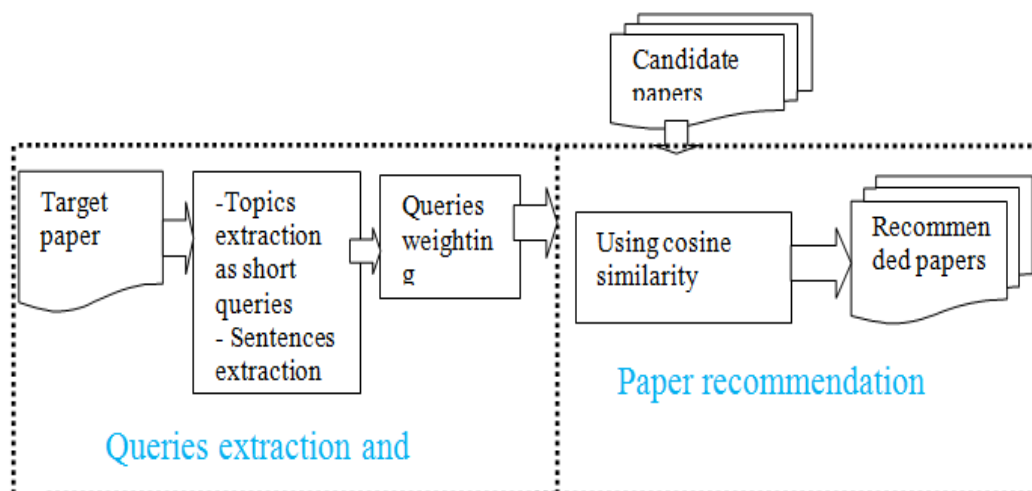 Candidate
papers
Target
paper
-Topics
extraction
as short
queries
- Sentences
extraction
Queries
weightin
g
Using cosine
similarity
Recommen
ded papers
Paper recommendation
Queries extraction and